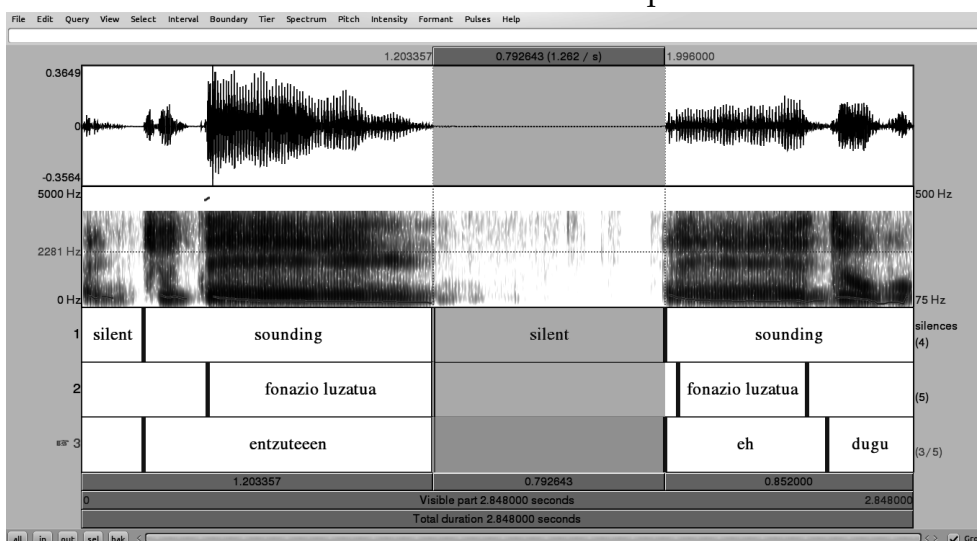 File Edit Query View Select Interval Boundary Tier Spectrum Pitch Intensity Formant Pulses Help
1.203357 0.792643 (1.262 / s) 1.996000
0.3649
0
-0.3564
5000 Hz 500 Hz
2281 Hz
0 Hz 75 Hz
1 silent sounding silent sounding silences (4)
2 fonazio luzatua fonazio luzatua (5)
3 entzuteeen eh dugu (3/5)
1.203357 0.792643 0.852000
0 Visible part 2.848000 seconds 2.848000
Total duration 2.848000 seconds
all in out sel bak